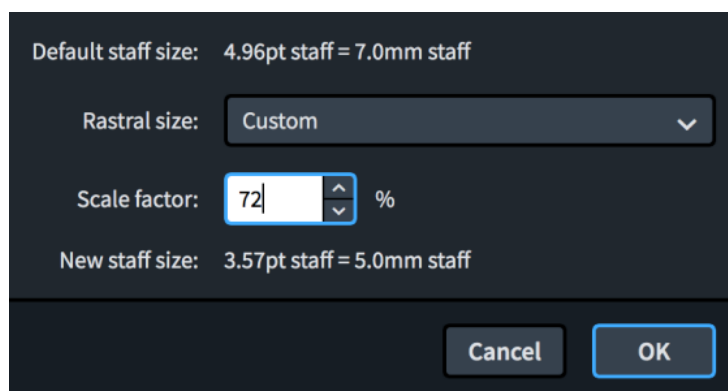 Default staff size: 4.96pt staff = 7.0mm staff
Rastral size: Custom
Scale factor: 72 %
New staff size: 3.57pt staff = 5.0mm staff
Cancel OK